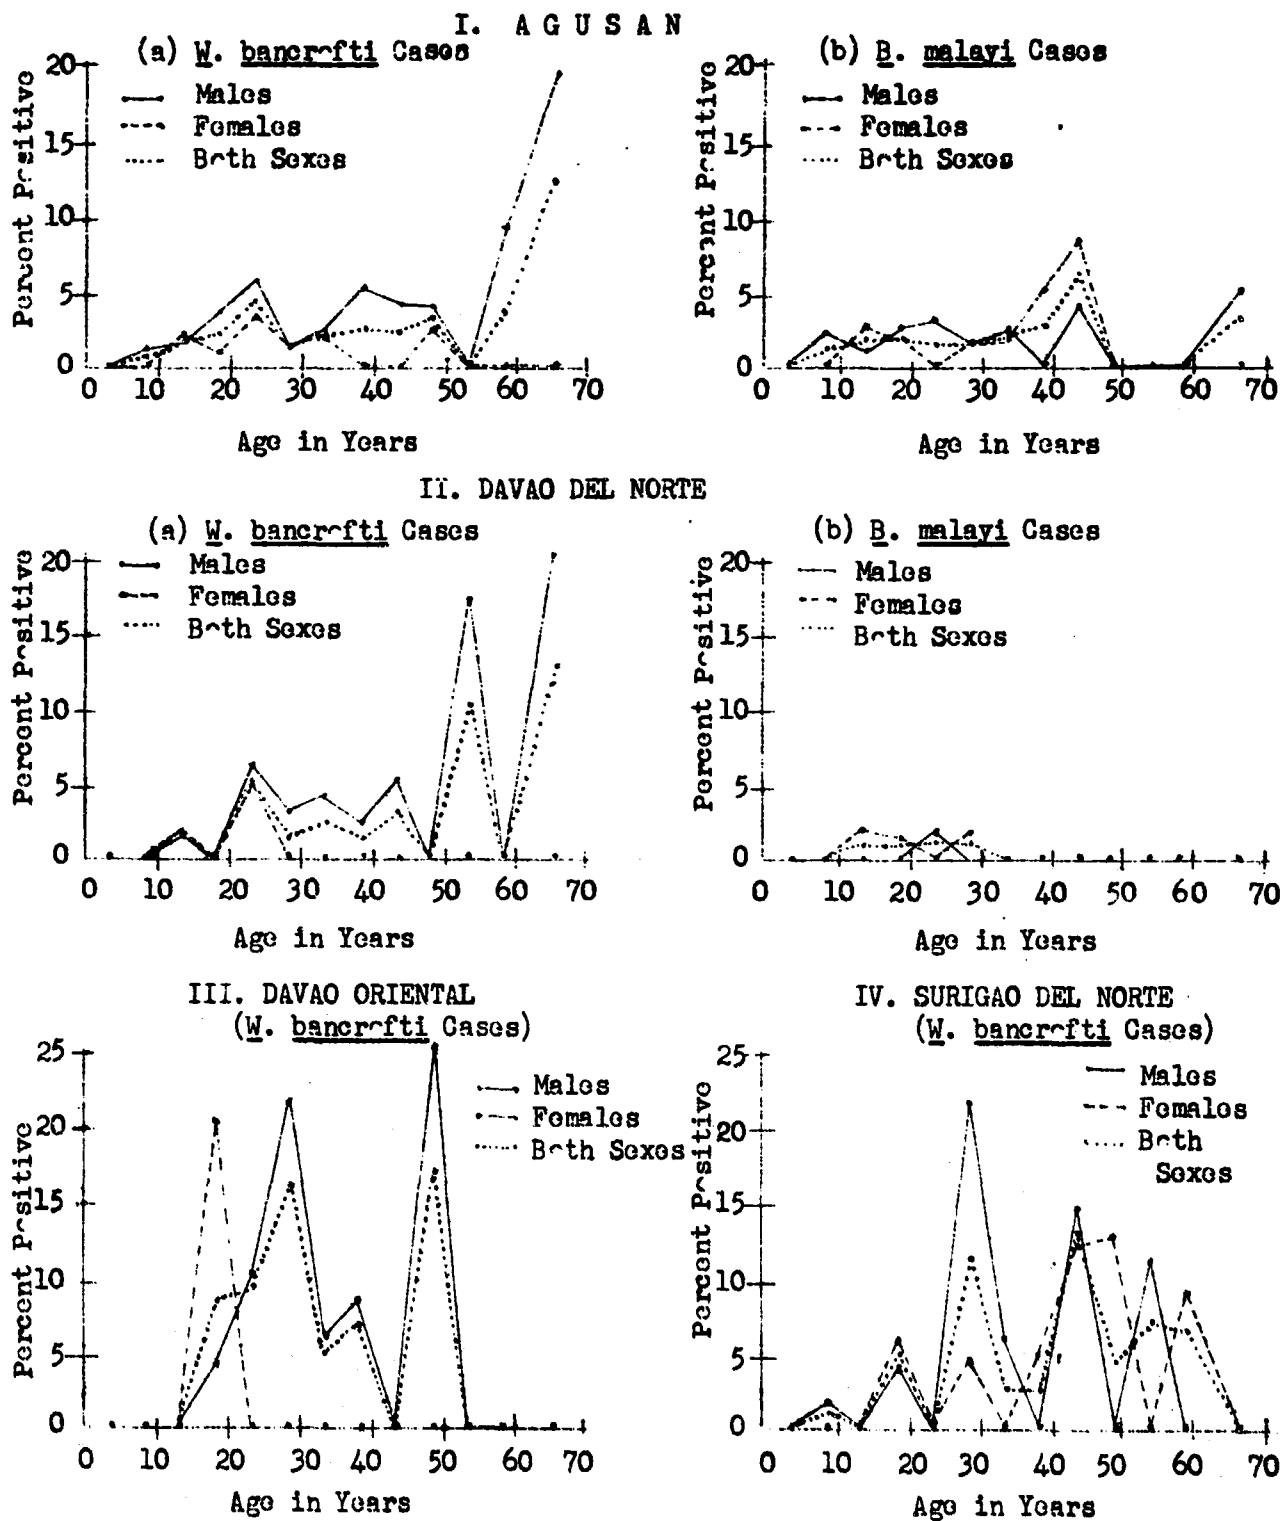 I. AGUSAN
(a) W. bancrofti Cases
20
15
10
5
0
Percent Positive
Males
Females
Both Sexes
0 10 20 30 40 50 60 70
Age in Years
(b) B. malayi Cases
20
15
10
5
0
Percent Positive
Males
Females
Both Sexes
0 10 20 30 40 50 60 70
Age in Years
II. DAVAO DEL NORTE
(a) W. bancrofti Cases
20
15
10
5
0
Percent Positive
Males
Females
Both Sexes
0 10 20 30 40 50 60 70
Age in Years
(b) B. malayi Cases
20
15
10
5
0
Percent Positive
Males
Females
Both Sexes
0 10 20 30 40 50 60 70
Age in Years
III. DAVAO ORIENTAL
(W. bancrofti Cases)
25
20
15
10
5
0
Percent Positive
Males
Females
Both Sexes
0 10 20 30 40 50 60 70
Age in Years
IV. SURIGAO DEL NORTE
(W. bancrofti Cases)
25
20
15
10
5
0
Percent Positive
Males
Females
Both
Sexes
0 10 20 30 40 50 60 70
Age in Years